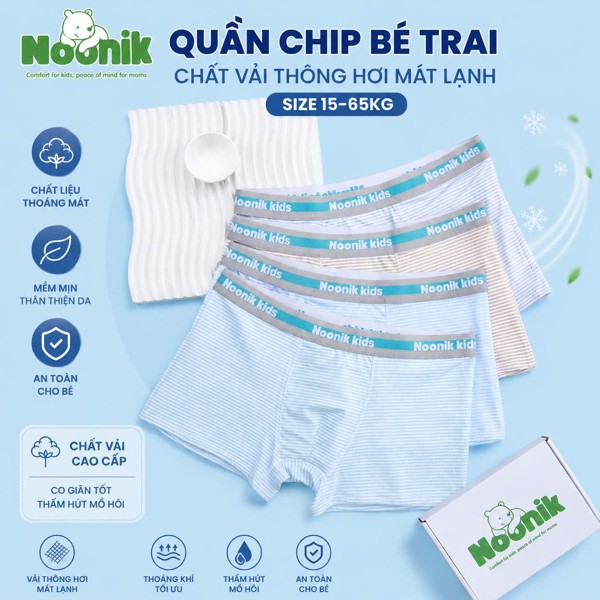 Noonik
Comfort for kids, peace of mind for moms
QUẦN CHIP BÉ TRAI
CHẤT VẢI THÔNG HƠI MÁT LẠNH
SIZE 15-65KG
CHẤT LIỆU
THOÁNG MÁT
MỀM MỊN
THÂN THIỆN DA
AN TOÀN
CHO BÉ
Noonik kids Noonik kids
Noonik kids Noonik kids
Noonik kids Noonik kids
Noonik kids Noonik kids Noonik kids
CHẤT VẢI
CAO CẤP
CO GIÃN TỐT
THẤM HÚT MỒ HÔI
Noonik
Comfort for kids, peace of mind for moms
VẢI THÔNG HƠI
MÁT LẠNH
THOÁNG KHÍ
TỐI ƯU
THẤM HÚT
MỒ HÔI
AN TOÀN
CHO BÉ